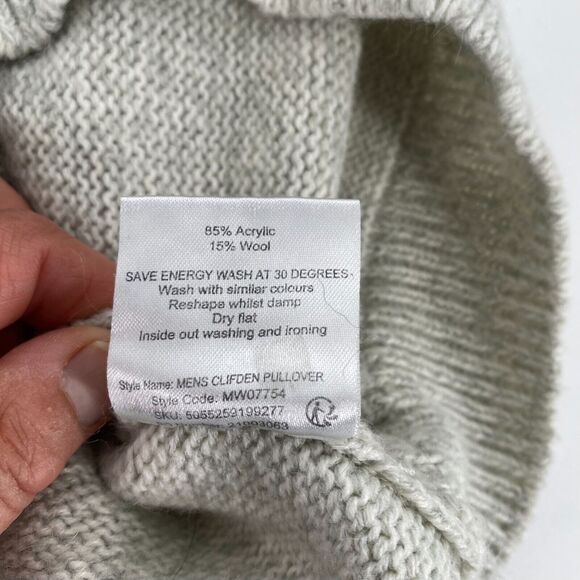 85% Acrylic
15% Wool
SAVE ENERGY WASH AT 30 DEGREES
Wash with similar colours
Reshape whilst damp
Dry flat
Inside out washing and ironing
Style Name: MENS CLIFDEN PULLOVER
Style Code: MW07754
SKU: 5055259199277